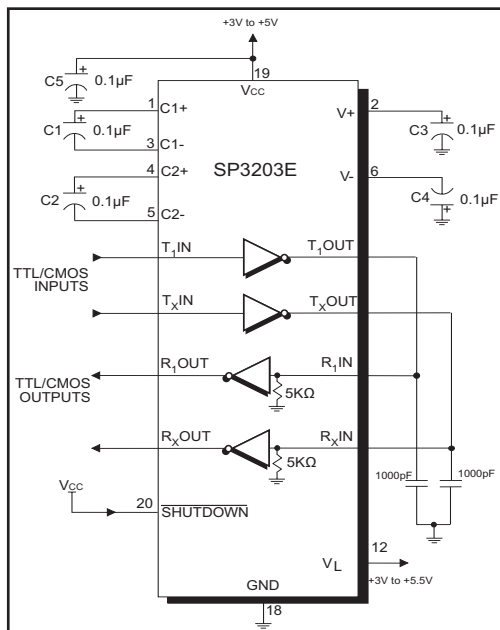 +3V to +5V
19
VCC
C5
+
0.1µF
1
C1+
C1
+
0.1µF
3
C1-
4
C2+
C2
+
0.1µF
5
C2-
SP3203E
2
V+
+
C3
0.1µF
6
V-
C4
+
0.1µF
T1IN
T1OUT
TTL/CMOS
INPUTS
TXIN
TXOUT
R1OUT
R1IN
TTL/CMOS
OUTPUTS
5KΩ
RXOUT
RXIN
5KΩ
1000pF
1000pF
VCC
20
SHUTDOWN
12
VL
+3V to +5.5V
GND
18